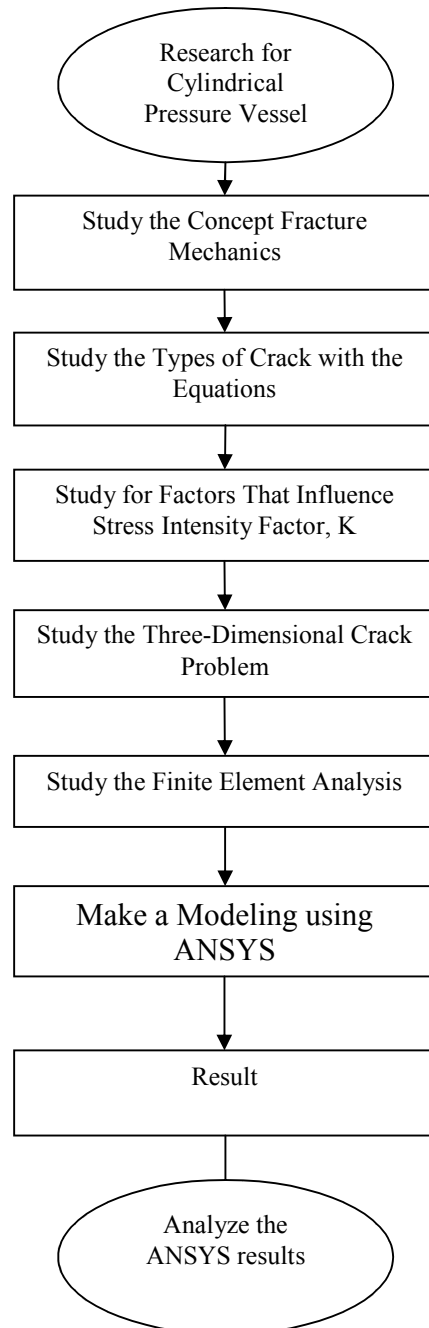 Research for
Cylindrical
Pressure Vessel
Study the Concept Fracture
Mechanics
Study the Types of Crack with the
Equations
Study for Factors That Influence
Stress Intensity Factor, K
Study the Three-Dimensional Crack
Problem
Study the Finite Element Analysis
Make a Modeling using
ANSYS
Result
Analyze the
ANSYS results